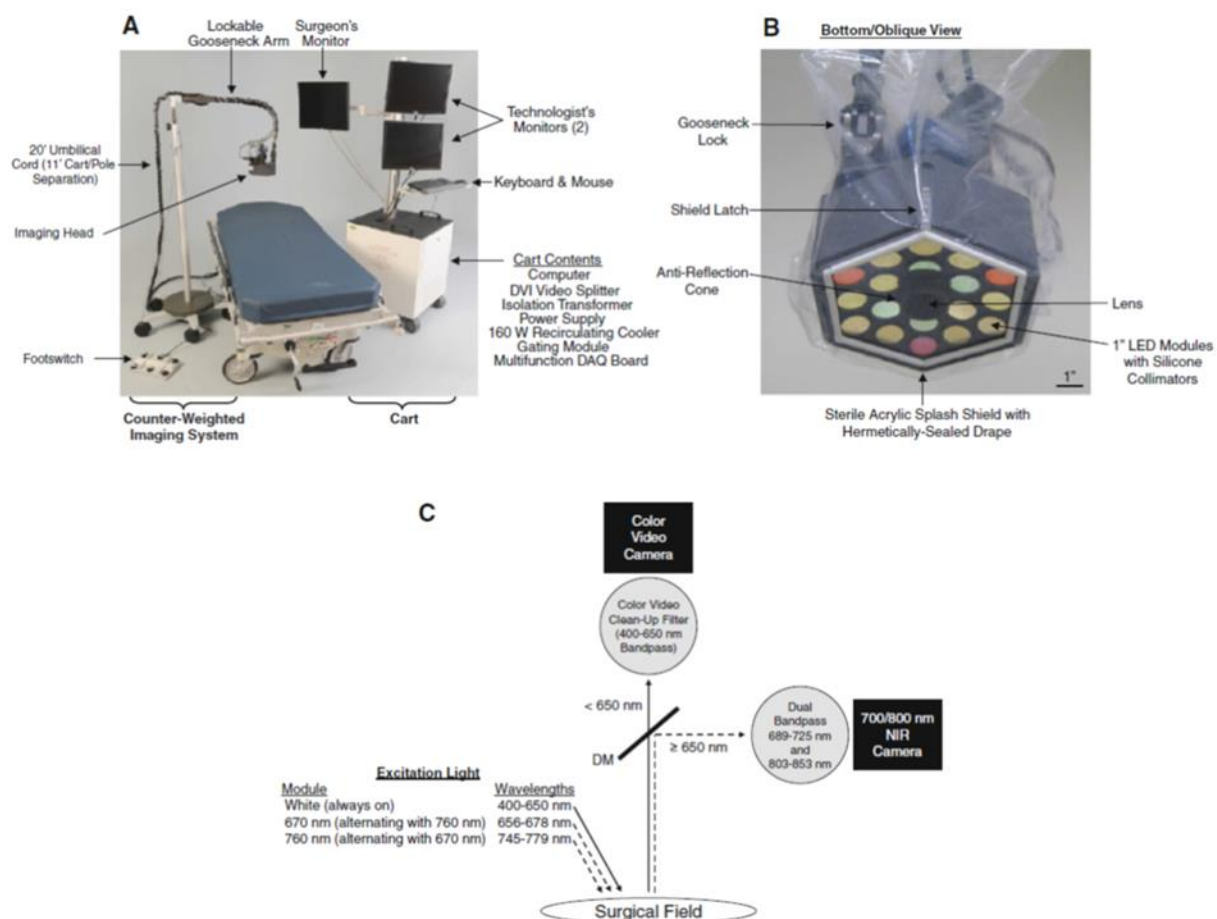 A
Lockable
Gooseneck Arm
Surgeon's
Monitor
Technologist's
Monitors (2)
20' Umbilical
Cord (11' Cart/Pole
Separation)
Keyboard & Mouse
Imaging Head
Cart Contents
Computer
DVI Video Splitter
Isolation Transformer
Power Supply
160 W Recirculating Cooler
Gating Module
Multifunction DAQ Board
Footswitch
Counter-Weighted
Imaging System
Cart
B
Bottom/Oblique View
Gooseneck
Lock
Shield Latch
Anti-Reflection
Cone
Lens
1" LED Modules
with Silicone
Collimators
1"
Sterile Acrylic Splash Shield with
Hermetically-Sealed Drape
C
Color
Video
Camera
Color Video
Clean-Up Filter
(400-650 nm
Bandpass)
< 650 nm
DM
≥ 650 nm
Dual
Bandpass
689-725 nm
and
803-853 nm
700/800 nm
NIR
Camera
Excitation Light
Module Wavelengths
White (always on) 400-650 nm
670 nm (alternating with 760 nm) 656-678 nm
760 nm (alternating with 670 nm) 745-779 nm
Surgical Field